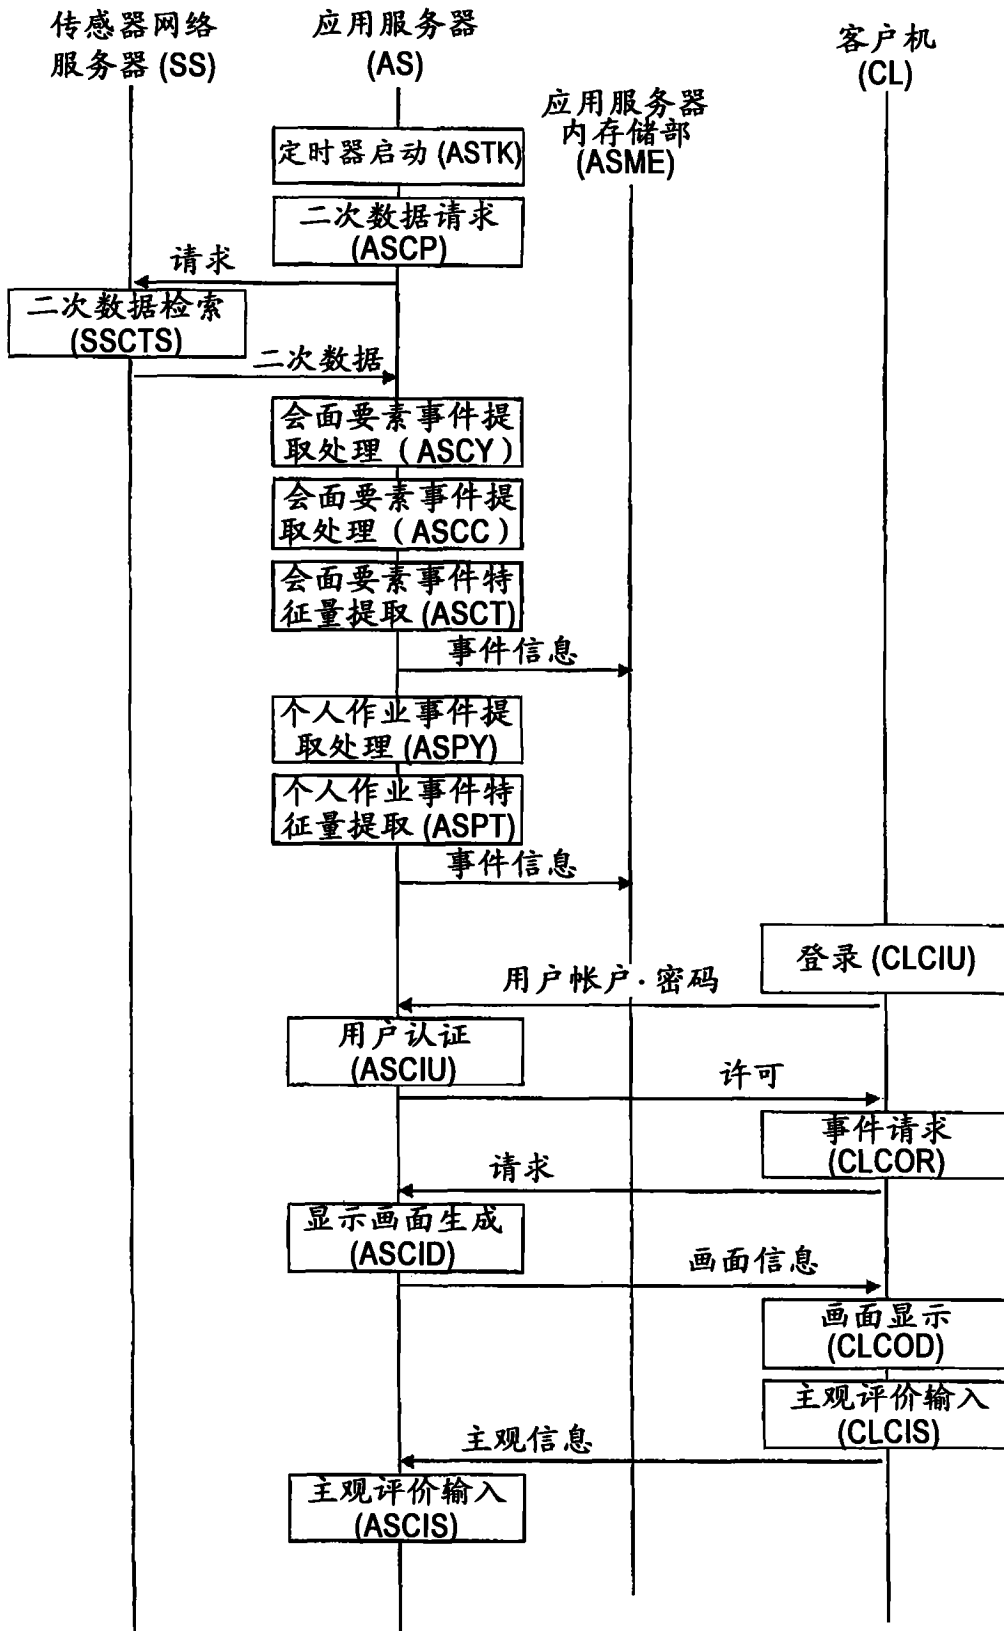 传感器网络
服务器 (SS)
应用服务器
(AS)
客户机
(CL)
应用服务器
内存储部
(ASME)
定时器启动 (ASTK)
二次数据请求
(ASCP)
请求
二次数据检索
(SSCTS)
二次数据
会面要素事件提
取处理（ASCY）
会面要素事件提
取处理（ASCC）
会面要素事件特
征量提取 (ASCT)
事件信息
个人作业事件提
取处理 (ASPY)
个人作业事件特
征量提取 (ASPT)
事件信息
登录 (CLCIU)
用户帐户·密码
用户认证
(ASCIU)
许可
事件请求
(CLCOR)
请求
显示画面生成
(ASCID)
画面信息
画面显示
(CLCOD)
主观评价输入
(CLCIS)
主观信息
主观评价输入
(ASCIS)